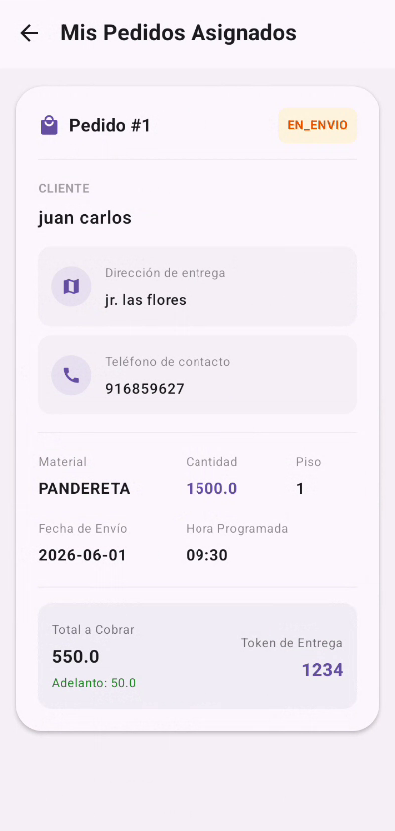 Mis Pedidos Asignados
Pedido #1
EN_ENVIO
CLIENTE
juan carlos
Dirección de entrega
jr. las flores
Teléfono de contacto
916859627
Material Cantidad Piso
PANDERETA 1500.0 1
Fecha de Envío Hora Programada
2026-06-01 09:30
Total a Cobrar
550.0
Adelanto: 50.0
Token de Entrega
1234